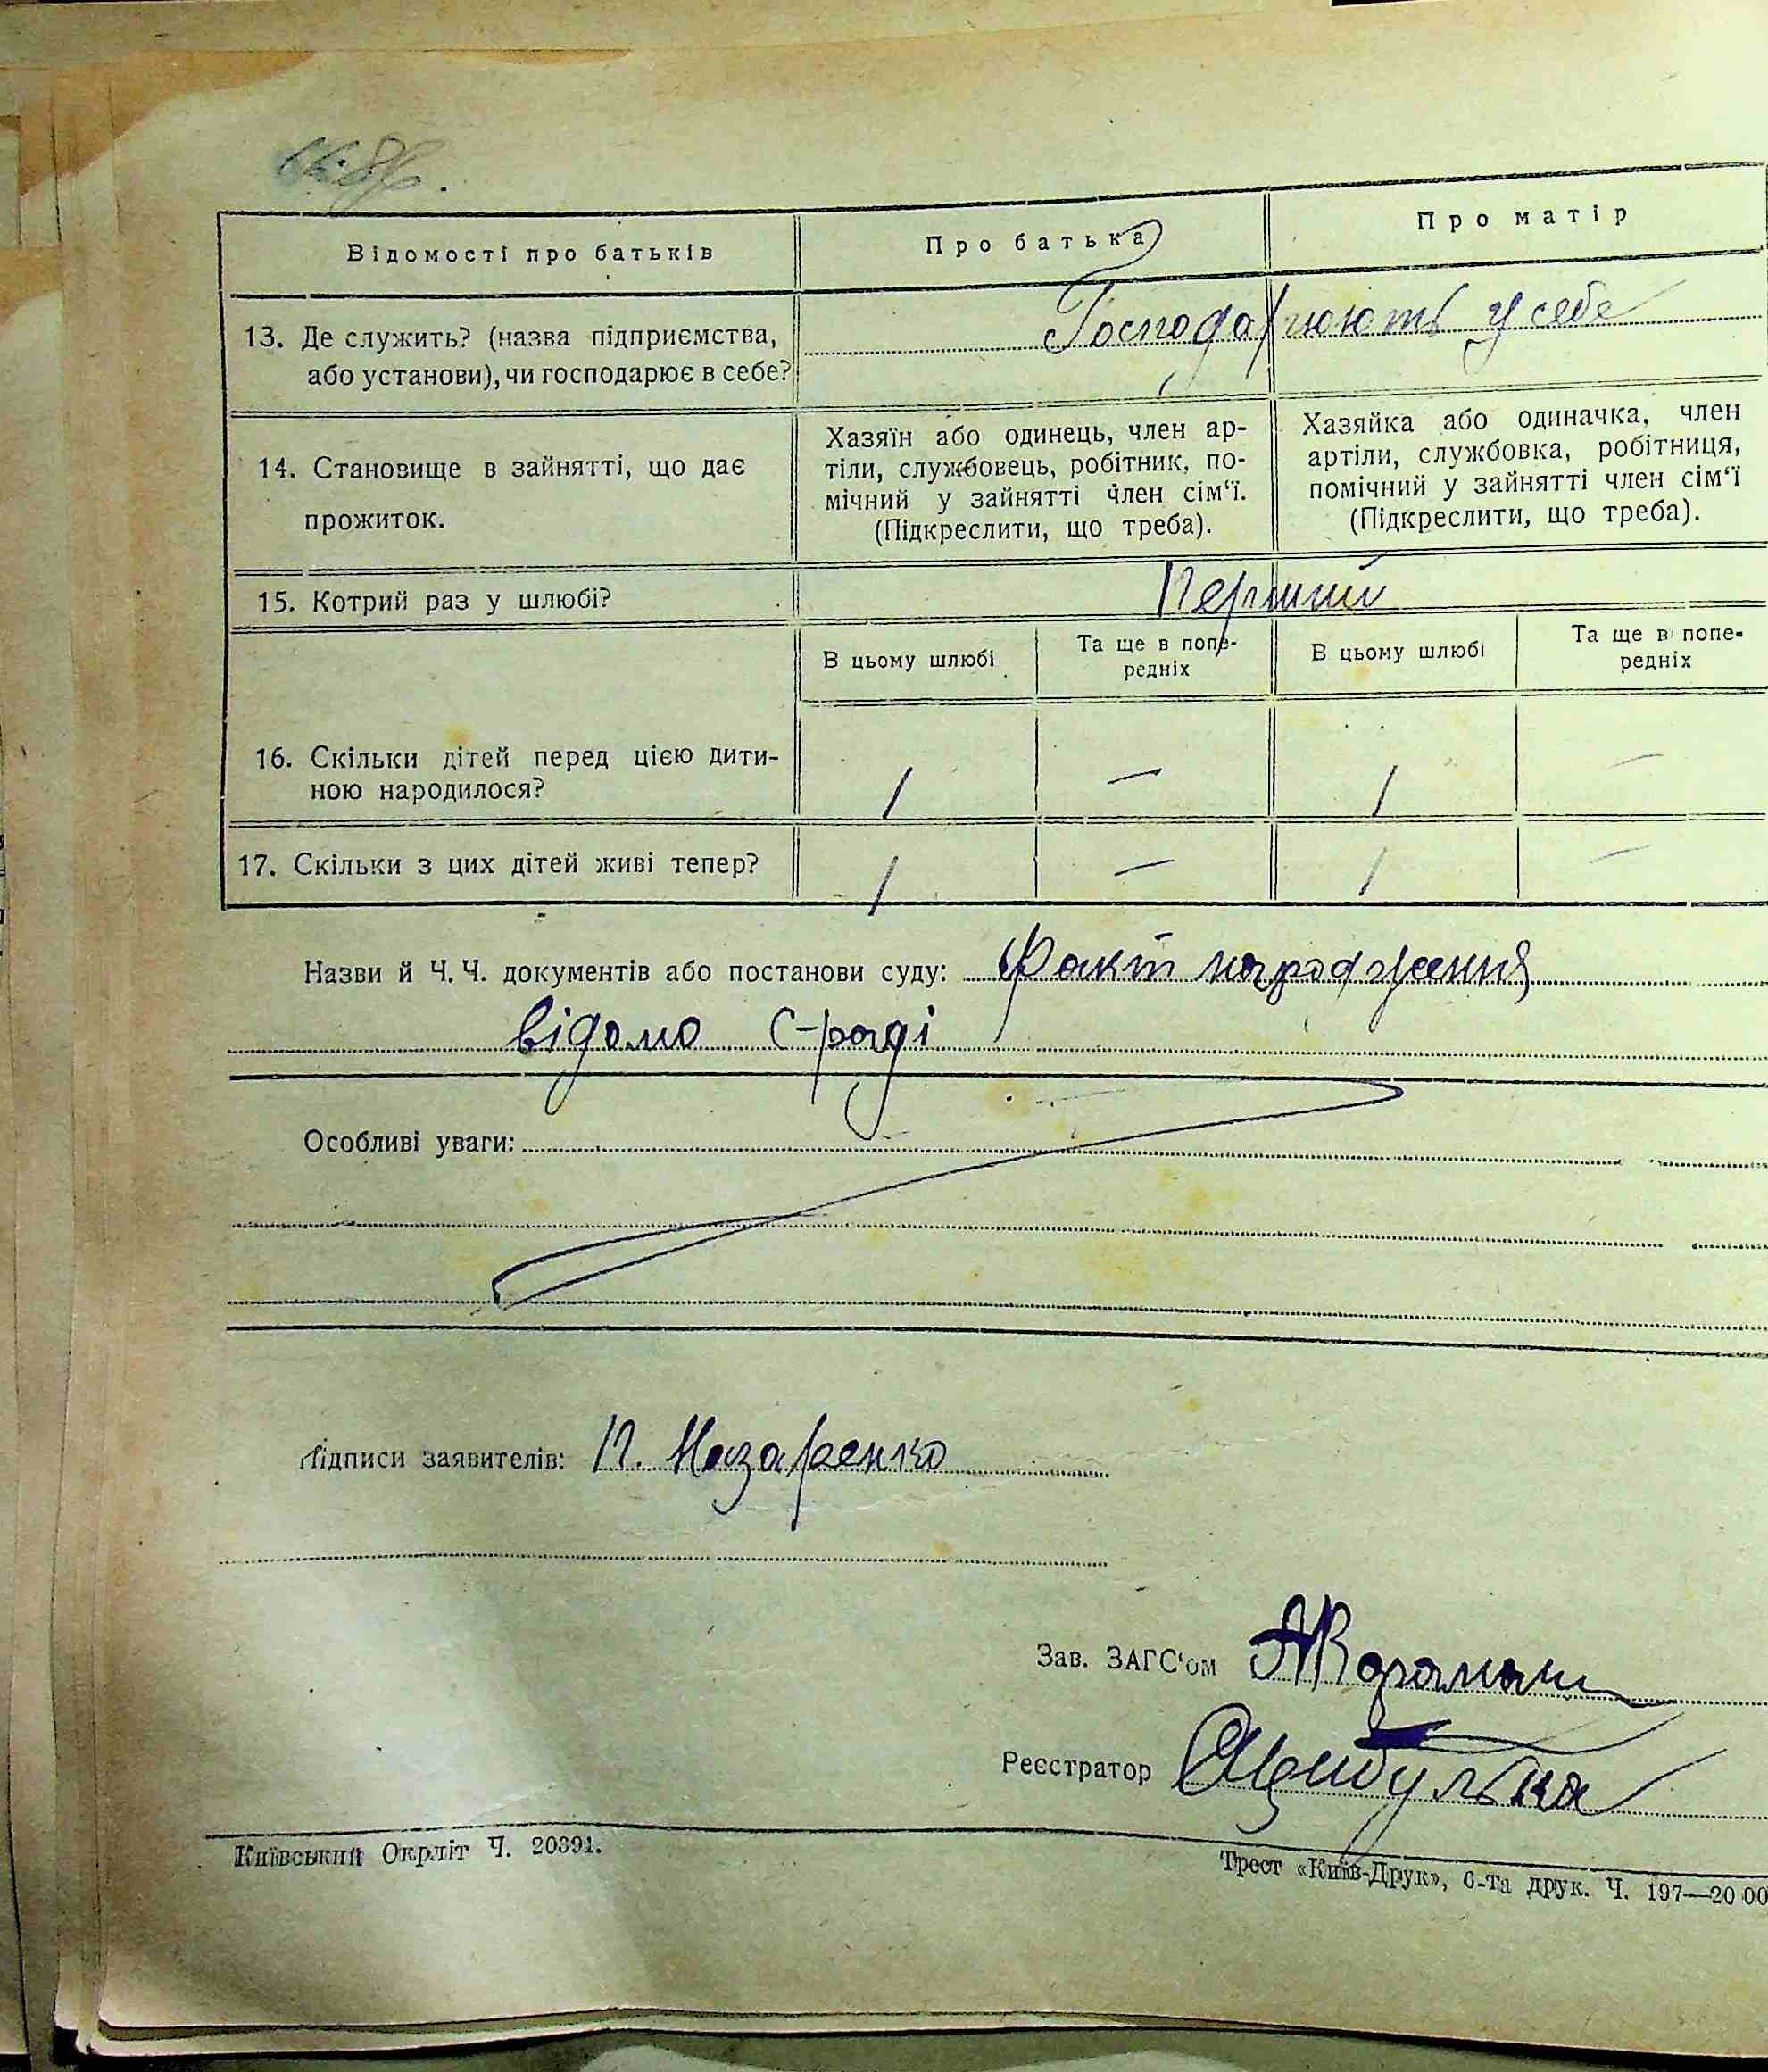 Відомості про батьків
Про батька
Про матір
13. Де служить? (назва підприємства,
або установи), чи господарює в себе?
Господарюють у себе
14. Становище в зайнятті, що дає
прожиток.
Хазяїн або одинець, член ар-
тіли, службовець, робітник, по-
мічний у зайнятті член сім‘ї.
(Підкреслити, що треба).
Хазяйка або одиначка, член
артіли, службовка, робітниця,
помічний у зайнятті член сім‘ї
(Підкреслити, що треба).
15. Котрий раз у шлюбі?
Перший
В цьому шлюбі
Та ще в попе-
редніх
В цьому шлюбі
Та ще в попе-
редніх
16. Скільки дітей перед цією дити-
ною народилося?
1 — 1 —
17. Скільки з цих дітей живі тепер?
1 — 1 —
Назви й Ч. Ч. документів або постанови суду: Факт народження
відомо С-раді
Особливі уваги:
Підписи заявителів: П. Назаренко
Зав. ЗАГС‘ом
Реєстратор Цибулька
Київський Окрліт Ч. 20391.
Трест «Київ-Друк», 6-та друк. Ч. 197—20 00